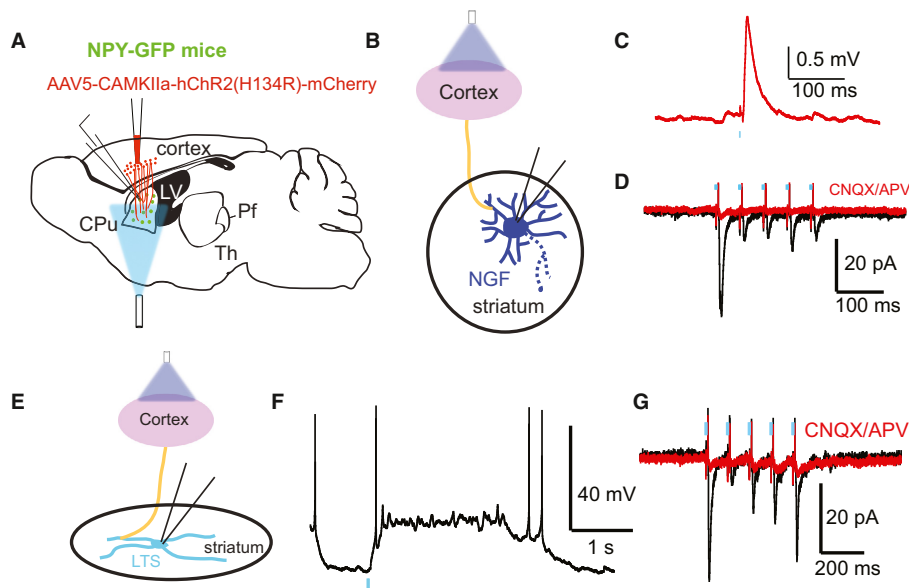 A
NPY-GFP mice
AAV5-CAMKIIa-hChR2(H134R)-mCherry
cortex
LV
CPu
Pf
Th
B
Cortex
NGF
striatum
C
0.5 mV
100 ms
D
CNQX/APV
20 pA
100 ms
E
Cortex
striatum
LTS
F
40 mV
1 s
G
CNQX/APV
20 pA
200 ms